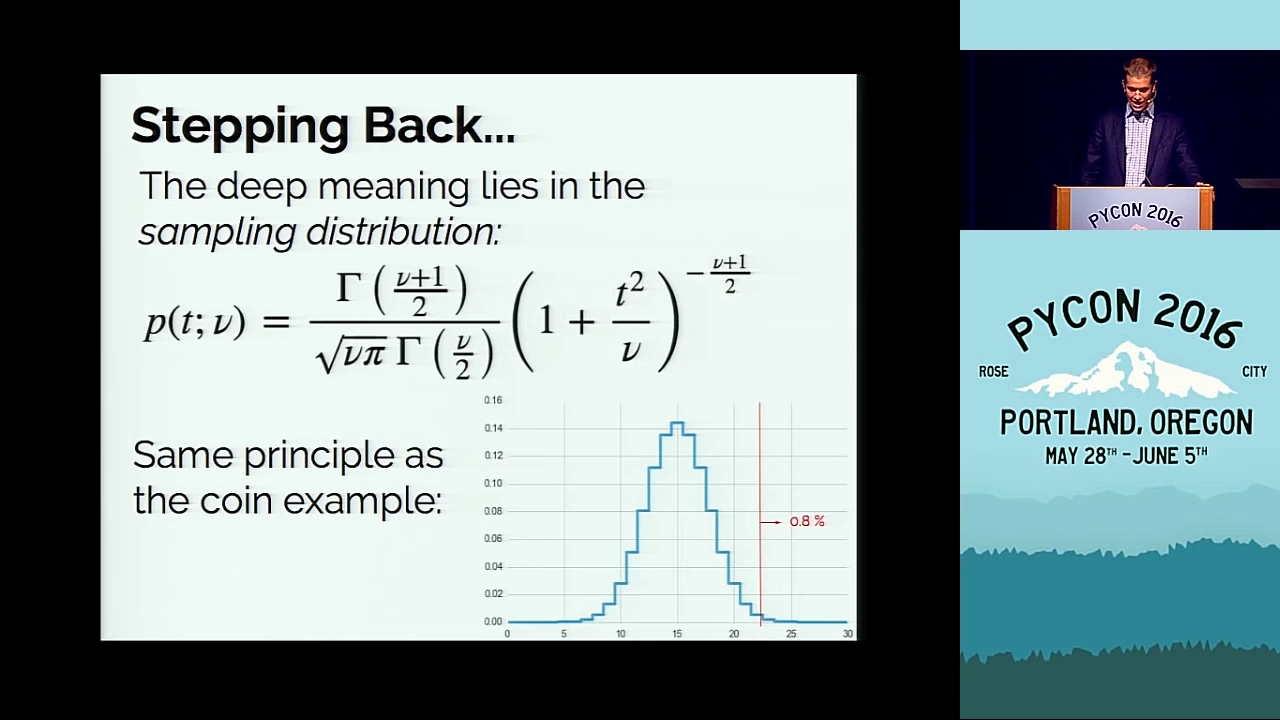 Stepping Back...
The deep meaning lies in the
sampling distribution:
p(t; ν) = Γ((ν+1)/2) / (√(νπ) Γ(ν/2)) (1 + t²/ν)^(−(ν+1)/2)
Same principle as
the coin example:
0.16
0.14
0.12
0.10
0.08
0.06
0.04
0.02
0.00
0 5 10 15 20 25 30
0.8 %
PYCON 2016
PYCON 2016
ROSE CITY
PORTLAND, OREGON
MAY 28TH - JUNE 5TH